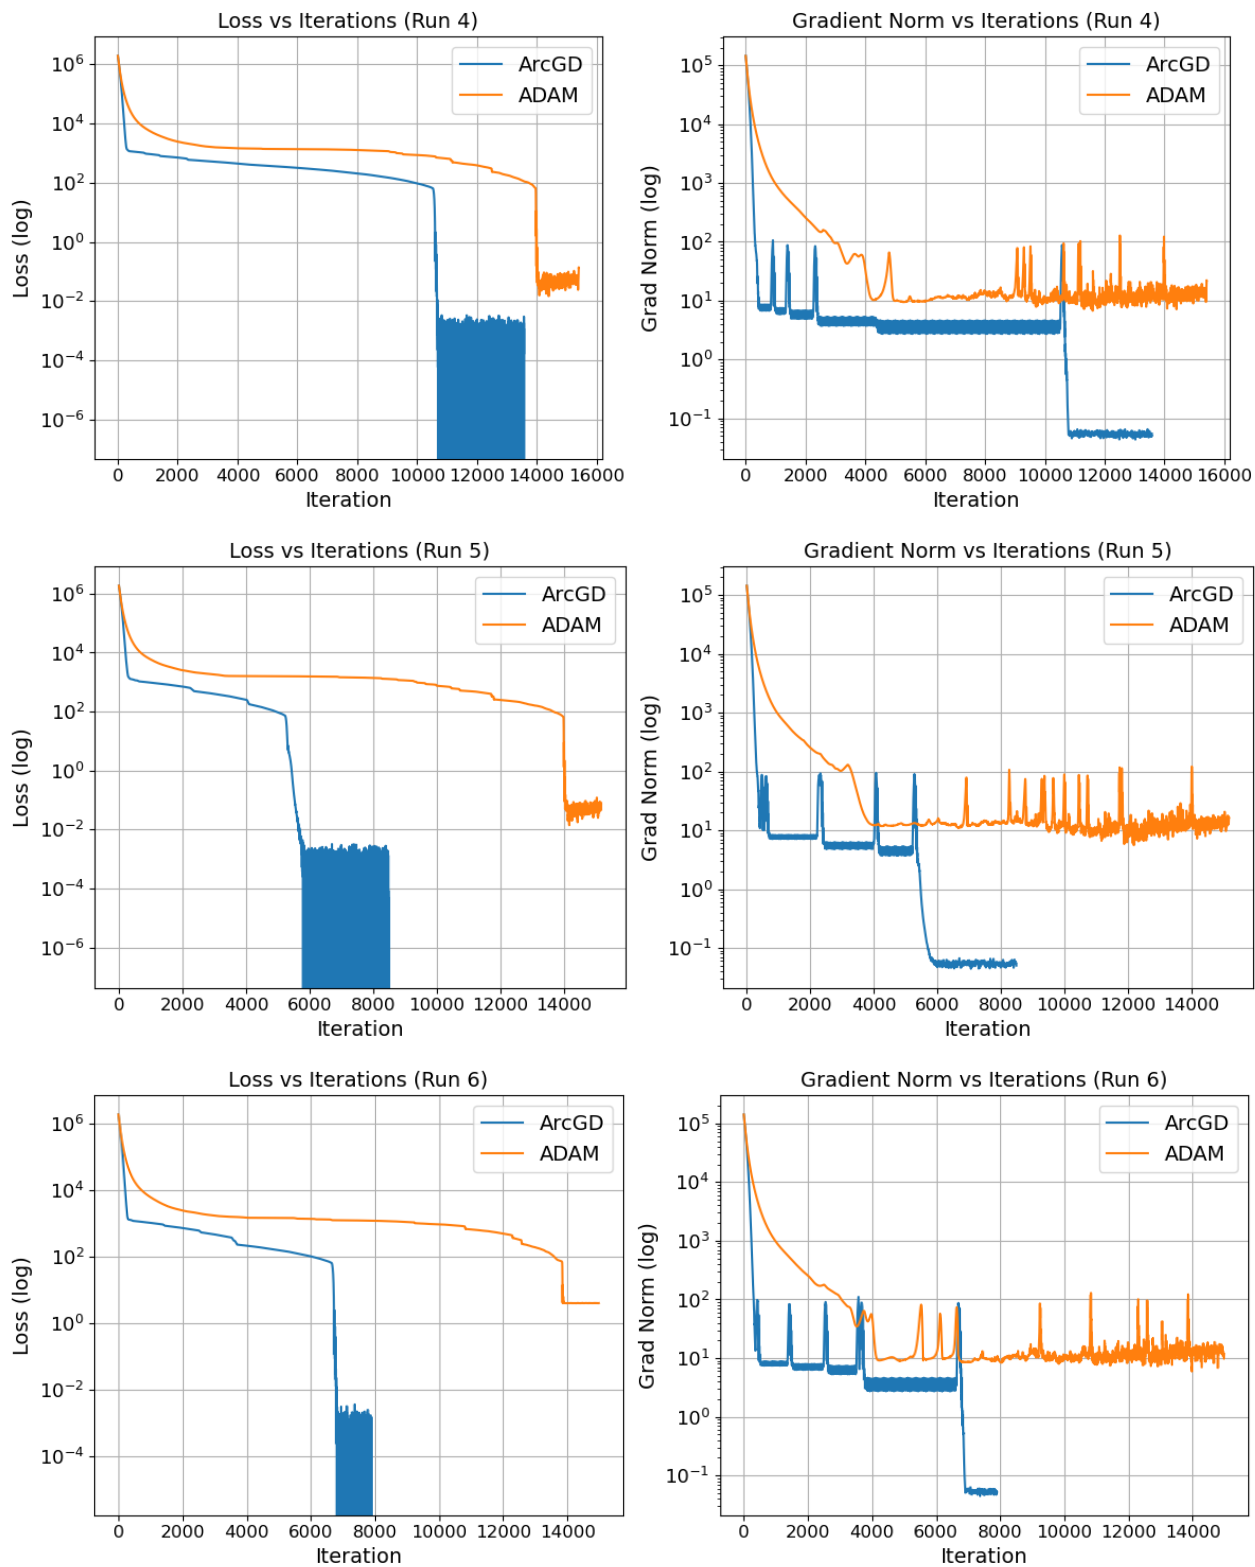 Loss vs Iterations (Run 4)
ArcGD
ADAM
Loss (log)
10^6
10^4
10^2
10^0
10^-2
10^-4
10^-6
0 2000 4000 6000 8000 10000 12000 14000 16000
Iteration
Gradient Norm vs Iterations (Run 4)
ArcGD
ADAM
Grad Norm (log)
10^5
10^4
10^3
10^2
10^1
10^0
10^-1
0 2000 4000 6000 8000 10000 12000 14000 16000
Iteration
Loss vs Iterations (Run 5)
ArcGD
ADAM
Loss (log)
10^6
10^4
10^2
10^0
10^-2
10^-4
10^-6
0 2000 4000 6000 8000 10000 12000 14000
Iteration
Gradient Norm vs Iterations (Run 5)
ArcGD
ADAM
Grad Norm (log)
10^5
10^4
10^3
10^2
10^1
10^0
10^-1
0 2000 4000 6000 8000 10000 12000 14000
Iteration
Loss vs Iterations (Run 6)
ArcGD
ADAM
Loss (log)
10^6
10^4
10^2
10^0
10^-2
10^-4
0 2000 4000 6000 8000 10000 12000 14000
Iteration
Gradient Norm vs Iterations (Run 6)
ArcGD
ADAM
Grad Norm (log)
10^5
10^4
10^3
10^2
10^1
10^0
10^-1
0 2000 4000 6000 8000 10000 12000 14000
Iteration